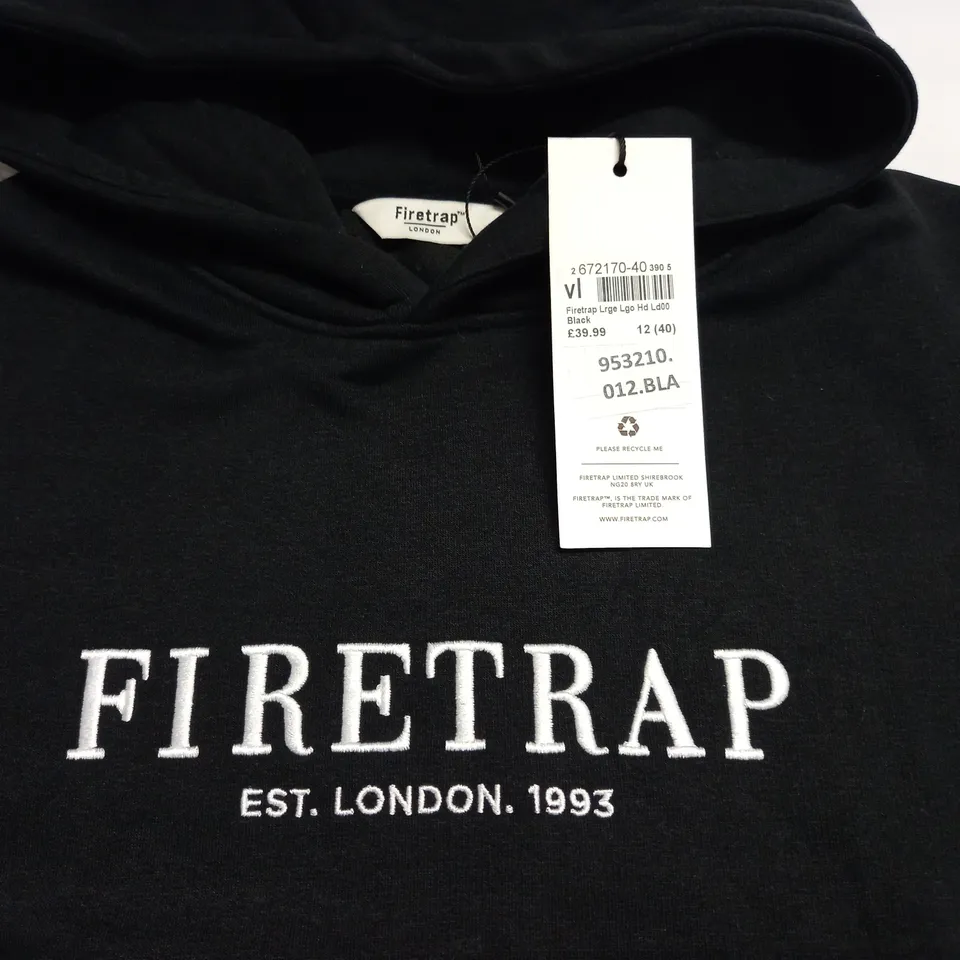 Firetrap™
LONDON
2 672170-40 390 5
vl
Firetrap Lrge Lgo Hd Ld00
Black
£39.99 12 (40)
953210.
012.BLA
PLEASE RECYCLE ME
FIRETRAP LIMITED SHIREBROOK
NG20 8RY UK
FIRETRAP™, IS THE TRADE MARK OF
FIRETRAP LIMITED.
WWW.FIRETRAP.COM
FIRETRAP
EST. LONDON. 1993